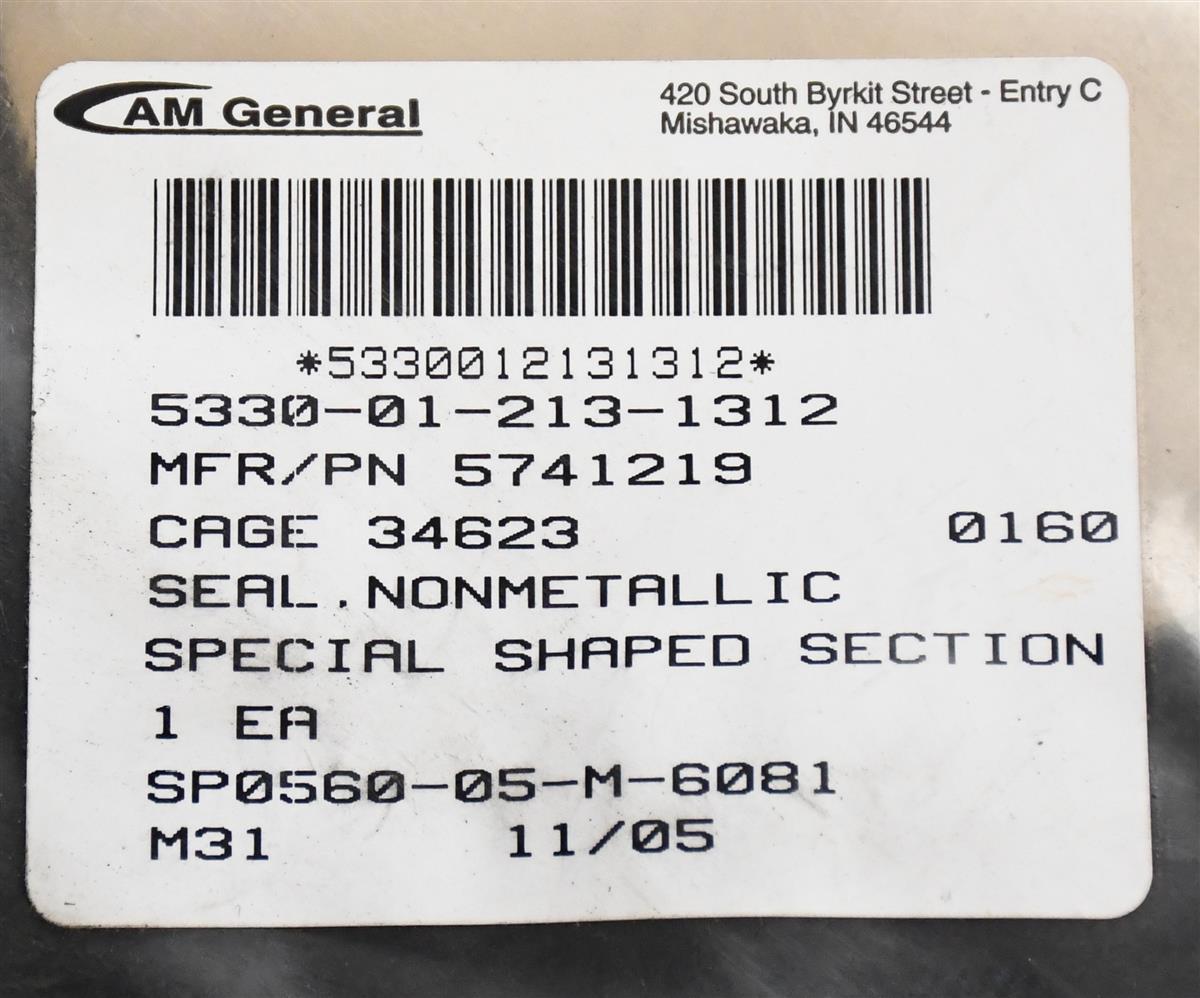 AM General
420 South Byrkit Street - Entry C
Mishawaka, IN 46544
*5330012131312*
5330-01-213-1312
MFR/PN 5741219
CAGE 34623 0160
SEAL,NONMETALLIC
SPECIAL SHAPED SECTION
1 EA
SP0560-05-M-6081
M31 11/05